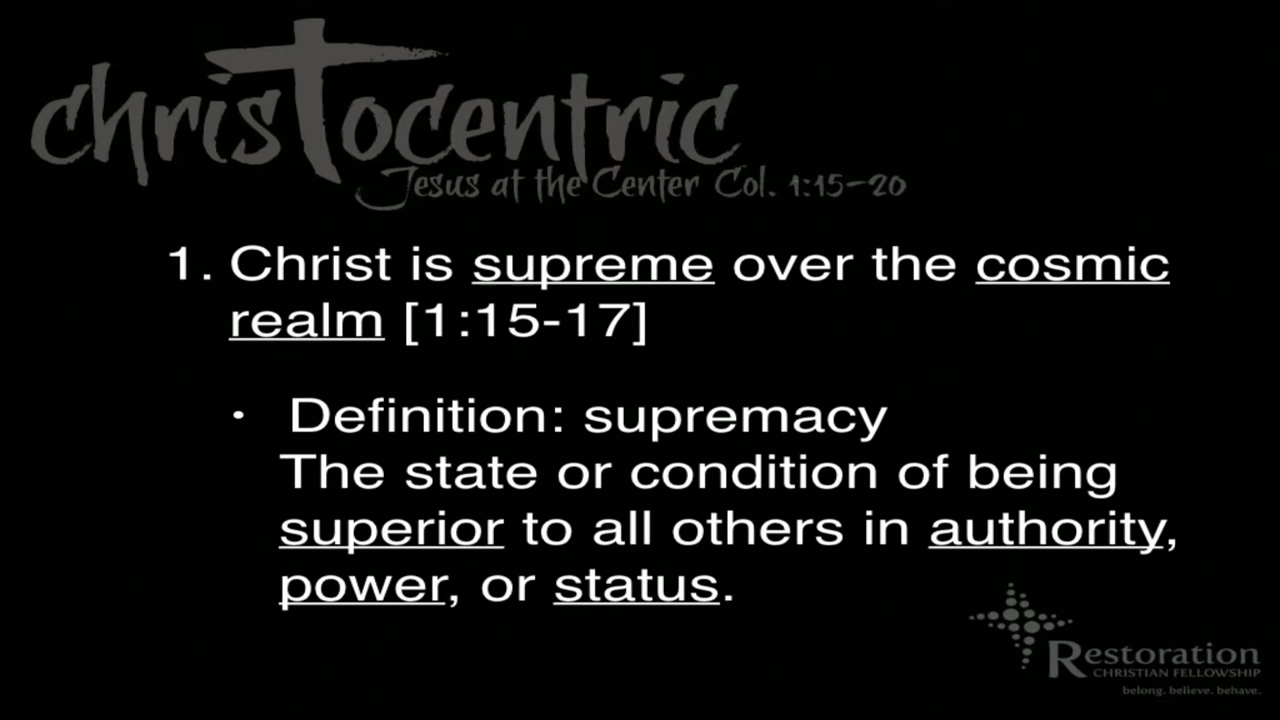 chrisTocentric
Jesus at the Center Col. 1:15-20
1. Christ is supreme over the cosmic
realm [1:15-17]
• Definition: supremacy
The state or condition of being
superior to all others in authority,
power, or status.
Restoration
CHRISTIAN FELLOWSHIP
belong. believe. behave.